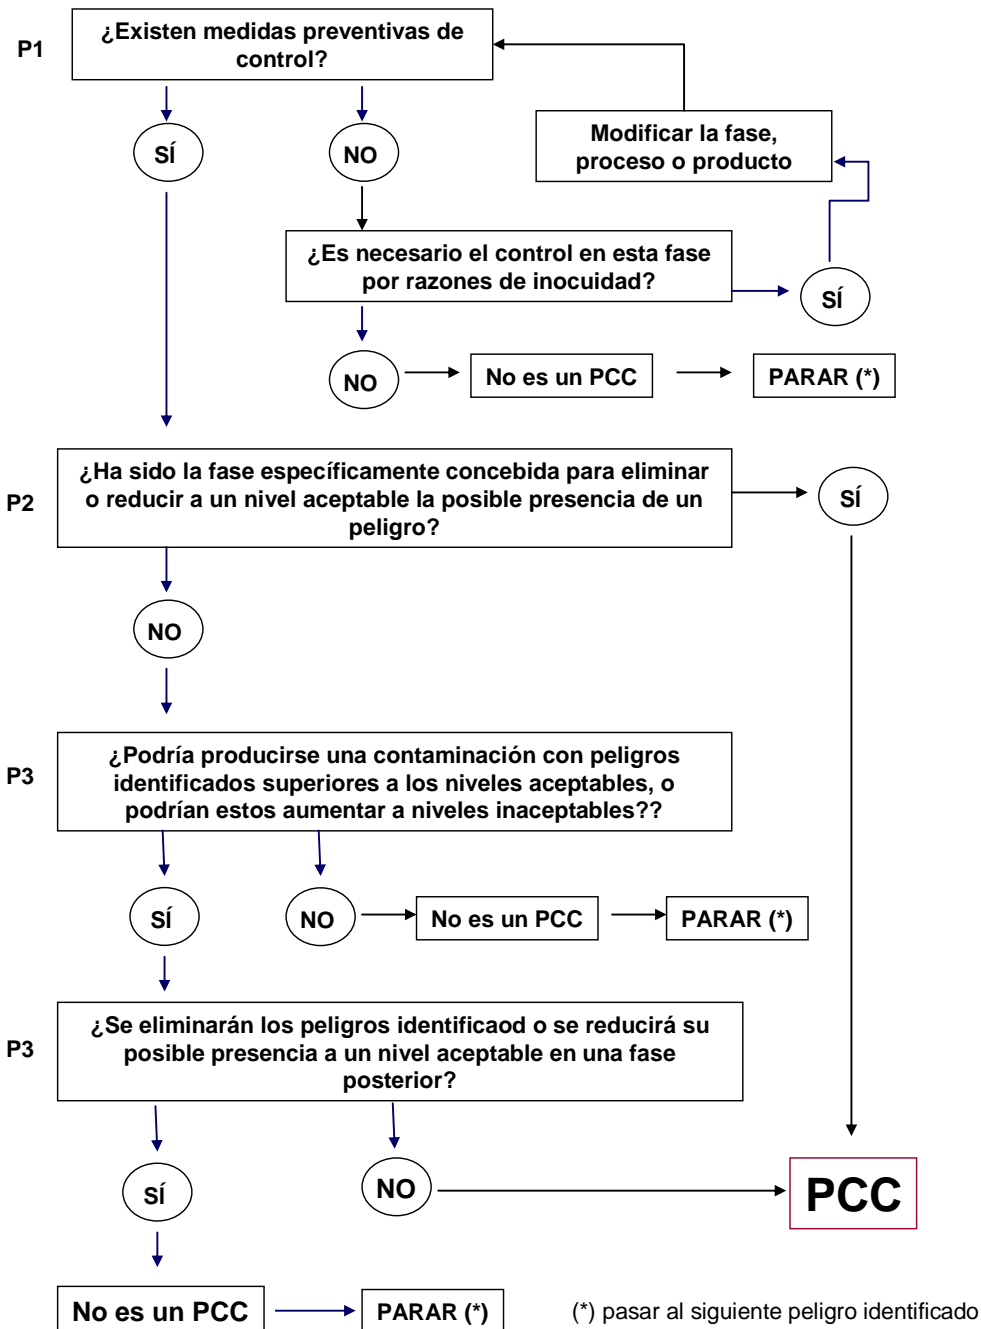 P1
¿Existen medidas preventivas de
control?
SÍ
NO
Modificar la fase,
proceso o producto
¿Es necesario el control en esta fase
por razones de inocuidad?
SÍ
NO
No es un PCC
PARAR (*)
P2
¿Ha sido la fase específicamente concebida para eliminar
o reducir a un nivel aceptable la posible presencia de un
peligro?
SÍ
NO
P3
¿Podría producirse una contaminación con peligros
identificados superiores a los niveles aceptables, o
podrían estos aumentar a niveles inaceptables??
SÍ
NO
No es un PCC
PARAR (*)
P3
¿Se eliminarán los peligros identificaod o se reducirá su
posible presencia a un nivel aceptable en una fase
posterior?
SÍ
NO
PCC
No es un PCC
PARAR (*)
(*) pasar al siguiente peligro identificado